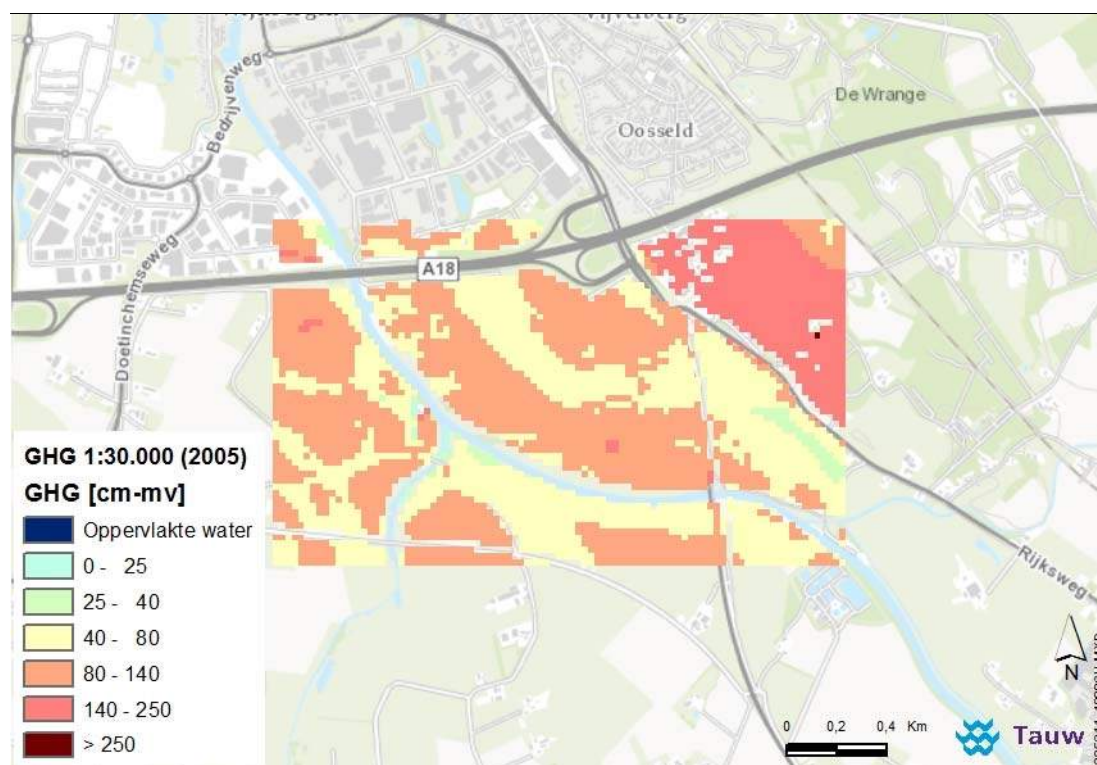 Vijverberg
De Wrange
Bedrijvenweg
Oosseld
A18
Doetinchemseweg
GHG 1:30.000 (2005)
GHG [cm-mv]
Oppervlakte water
0 - 25
25 - 40
40 - 80
80 - 140
140 - 250
> 250
Rijksweg
N
0 0,2 0,4 Km
Tauw